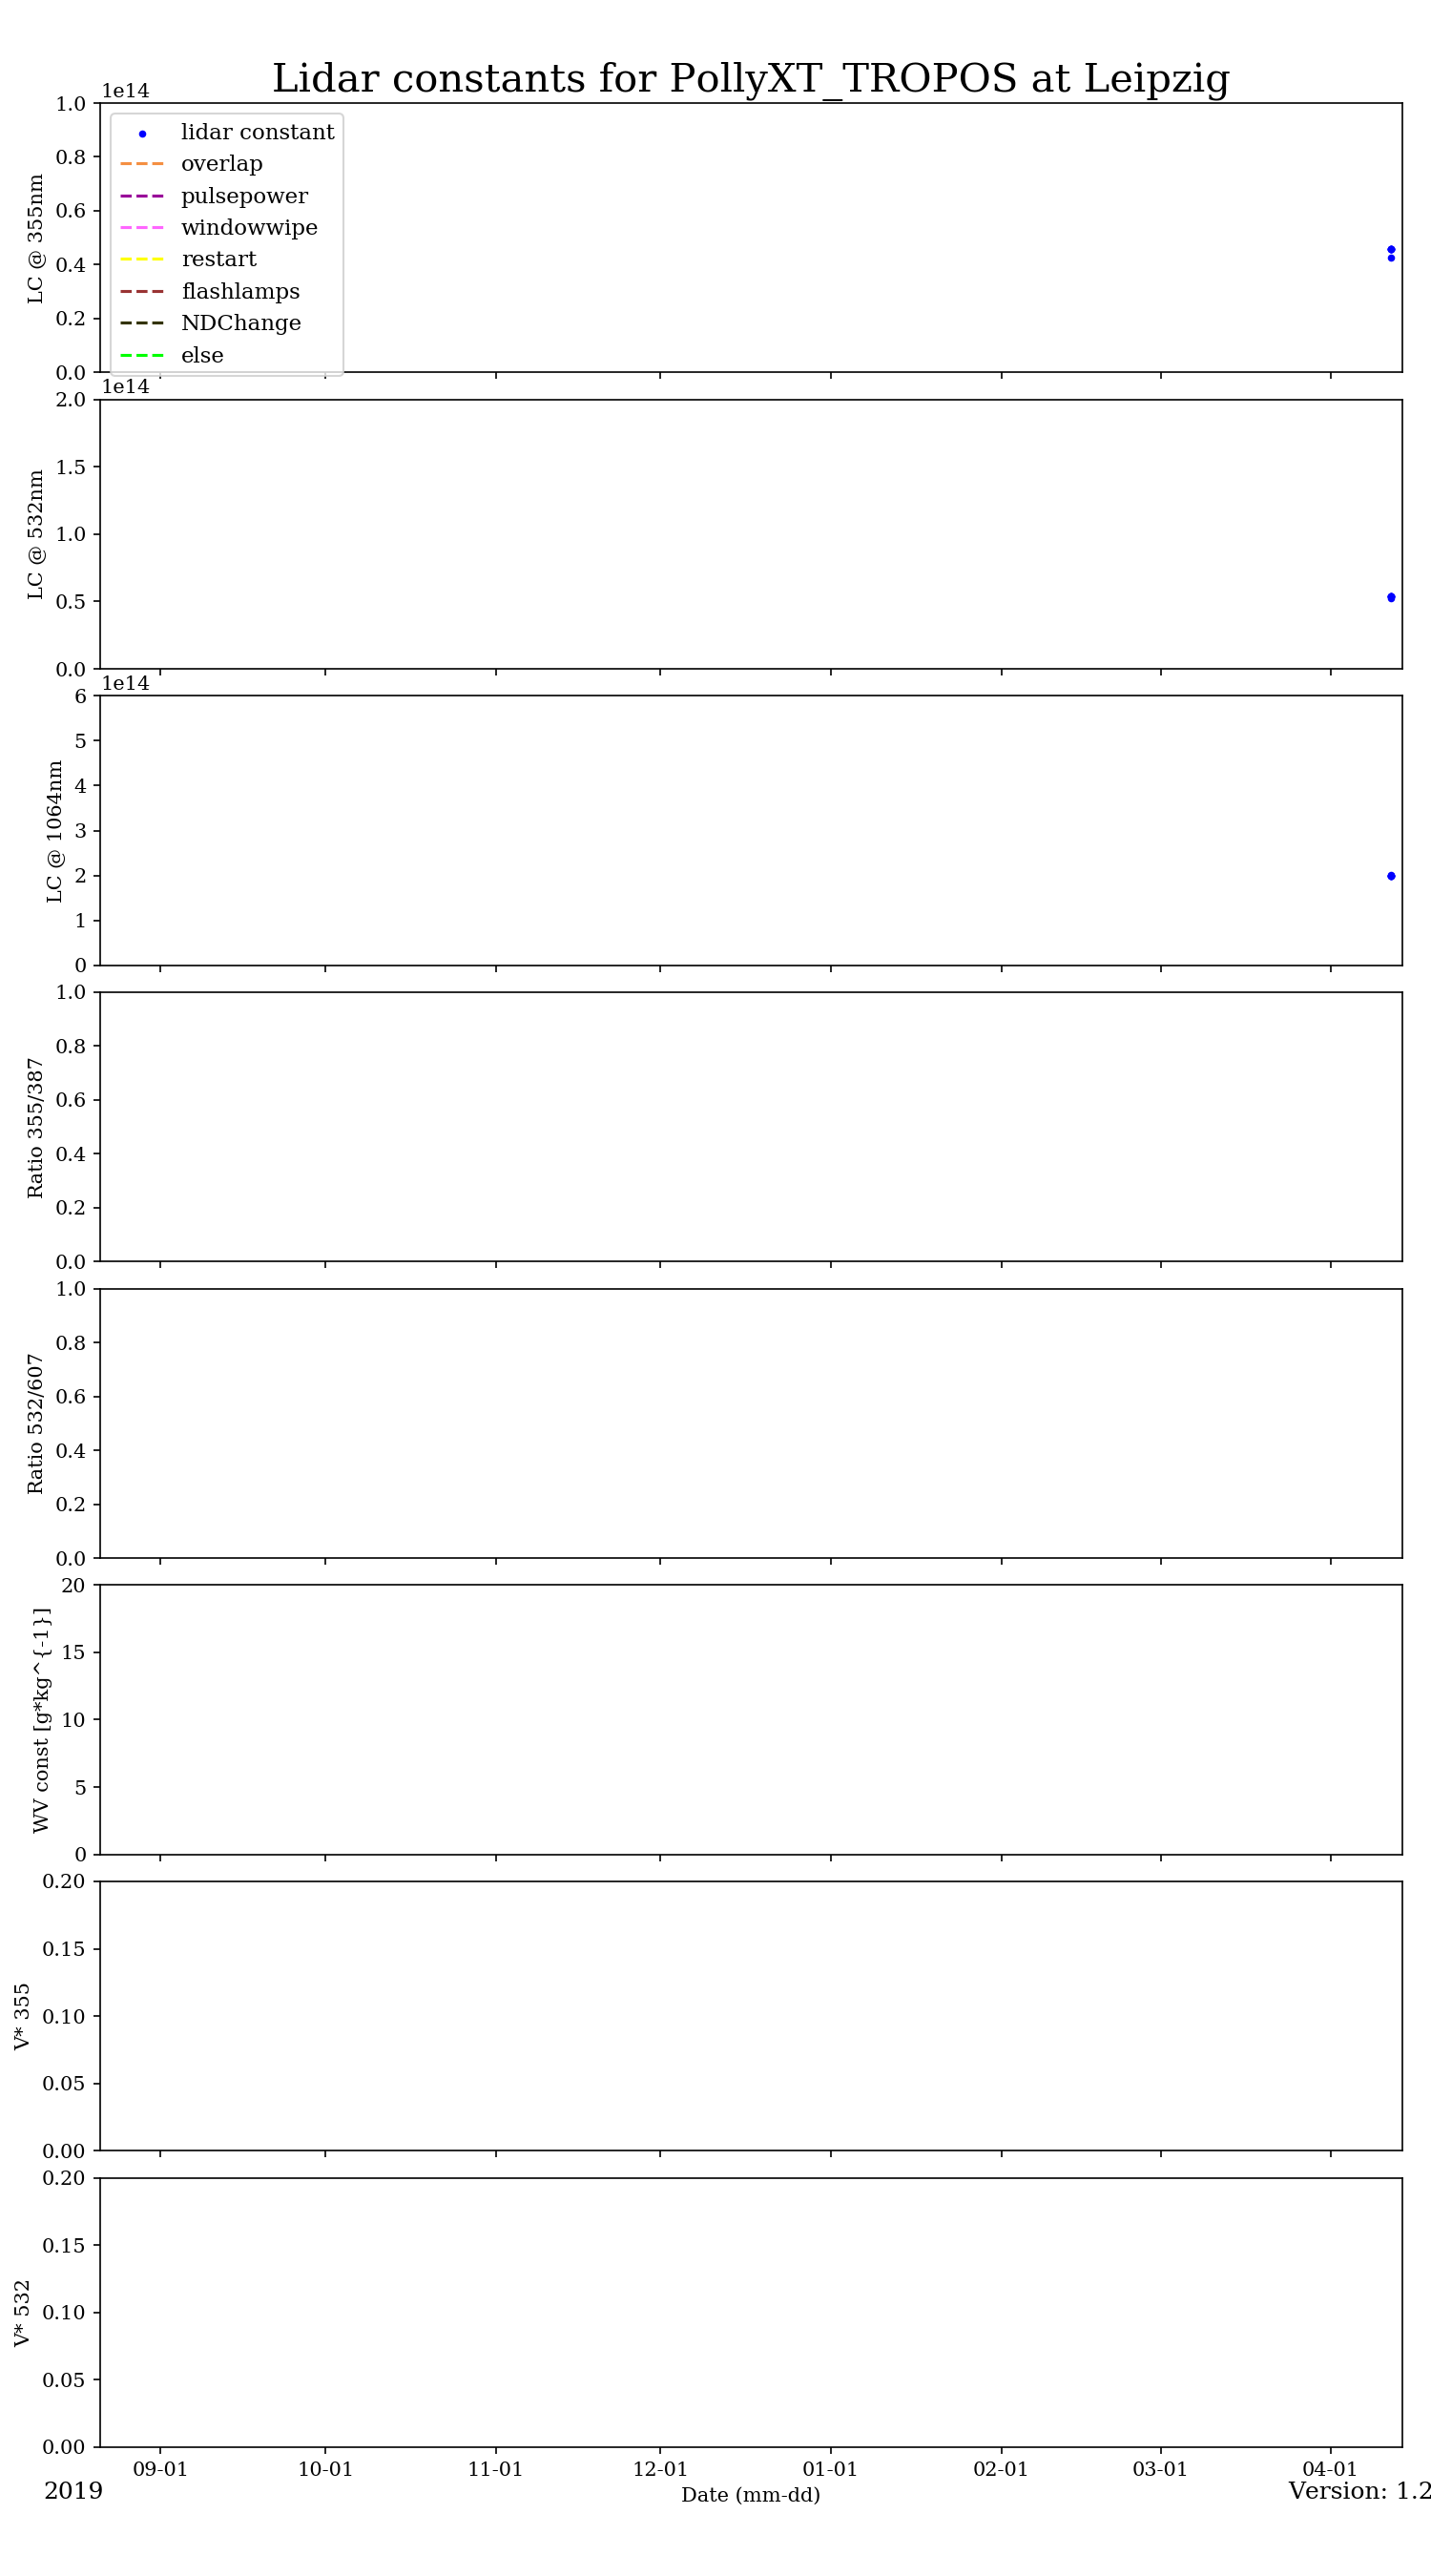 Lidar constants for PollyXT_TROPOS at Leipzig
1e14
1.0
0.8
0.6
0.4
0.2
0.0
LC @ 355nm
lidar constant
overlap
pulsepower
windowwipe
restart
flashlamps
NDChange
else
1e14
2.0
1.5
1.0
0.5
0.0
LC @ 532nm
1e14
6
5
4
3
2
1
0
LC @ 1064nm
1.0
0.8
0.6
0.4
0.2
0.0
Ratio 355/387
1.0
0.8
0.6
0.4
0.2
0.0
Ratio 532/607
20
15
10
5
0
WV const [g*kg^{-1}]
0.20
0.15
0.10
0.05
0.00
V* 355
0.20
0.15
0.10
0.05
0.00
V* 532
09-01 10-01 11-01 12-01 01-01 02-01 03-01 04-01
2019 Date (mm-dd) Version: 1.2